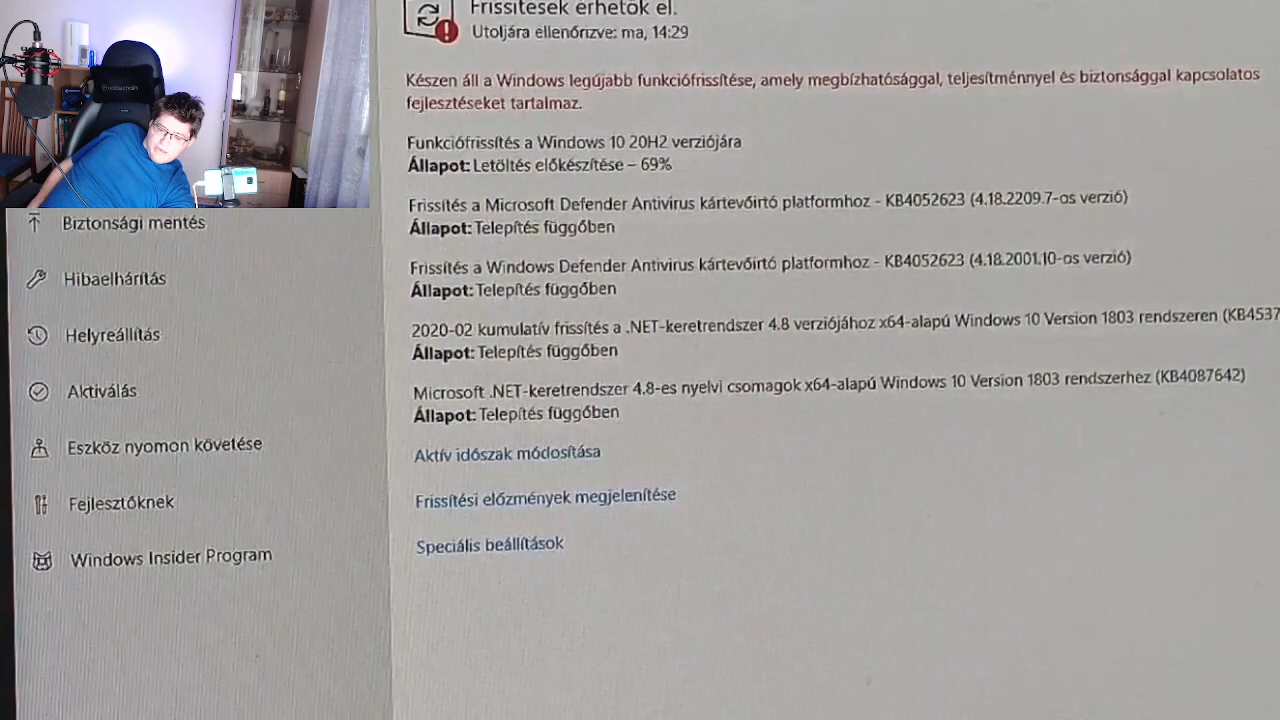 Frissítések érhetők el.
Utoljára ellenőrizve: ma, 14:29
Készen áll a Windows legújabb funkciófrissítése, amely megbízhatósággal, teljesítménnyel és biztonsággal kapcsolatos
fejlesztéseket tartalmaz.
Funkciófrissítés a Windows 10 20H2 verziójára
Állapot: Letöltés előkészítése – 69%
Frissítés a Microsoft Defender Antivirus kártevőirtó platformhoz - KB4052623 (4.18.2209.7-os verzió)
Állapot: Telepítés függőben
Frissítés a Windows Defender Antivirus kártevőirtó platformhoz - KB4052623 (4.18.2001.10-os verzió)
Állapot: Telepítés függőben
2020-02 kumulatív frissítés a .NET-keretrendszer 4.8 verziójához x64-alapú Windows 10 Version 1803 rendszeren (KB4537
Állapot: Telepítés függőben
Microsoft .NET-keretrendszer 4.8-es nyelvi csomagok x64-alapú Windows 10 Version 1803 rendszerhez (KB4087642)
Állapot: Telepítés függőben
Aktív időszak módosítása
Frissítési előzmények megjelenítése
Speciális beállítások
Biztonsági mentés
Hibaelhárítás
Helyreállítás
Aktiválás
Eszköz nyomon követése
Fejlesztőknek
Windows Insider Program